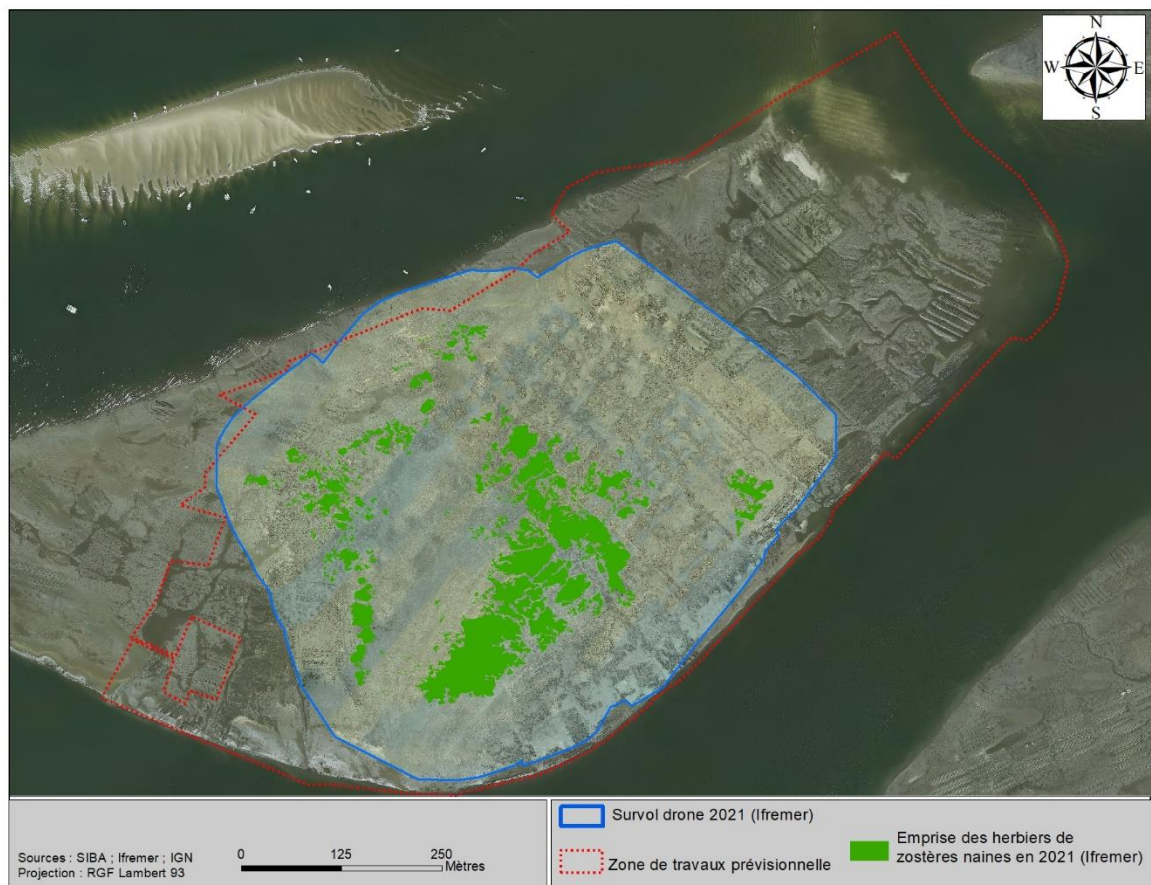 N
W E
S
Survol drone 2021 (Ifremer)
Zone de travaux prévisionnelle
Emprise des herbiers de
zostères naines en 2021 (Ifremer)
Sources : SIBA ; Ifremer ; IGN
Projection : RGF Lambert 93
0 125 250
Mètres